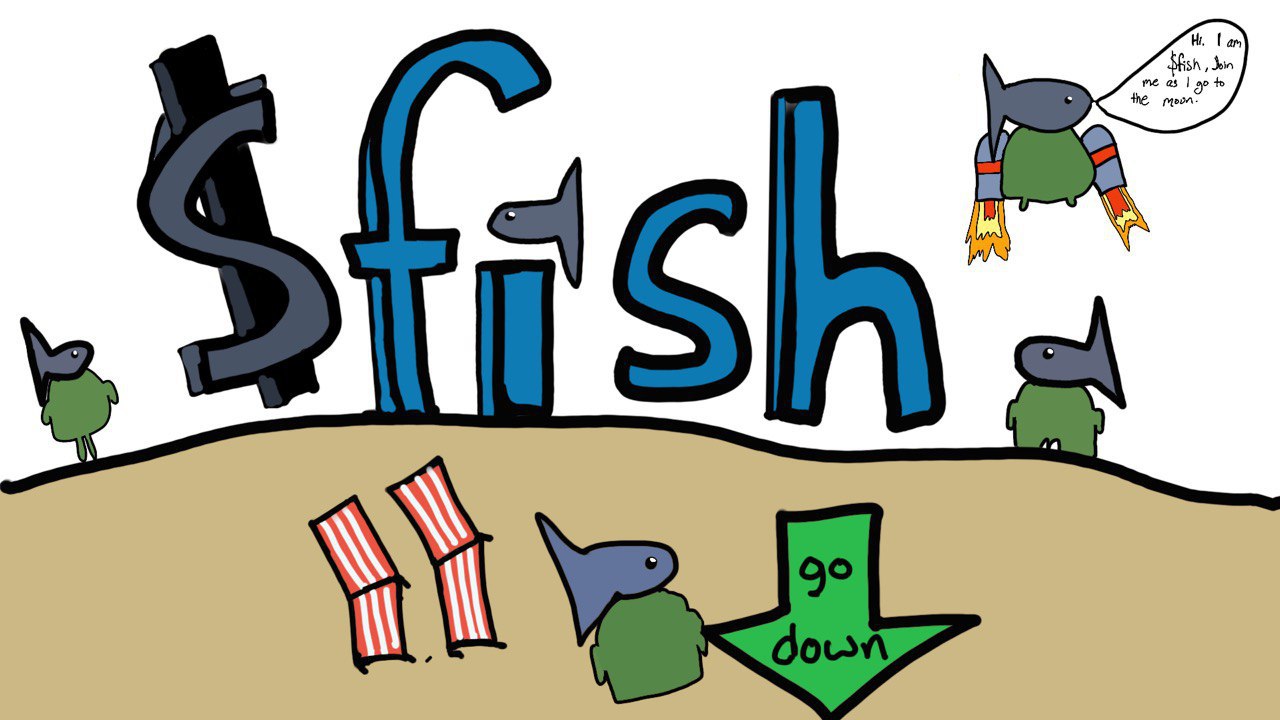 $fish
Hi. I am
$fish, Join
me as I go to
the moon.
go
down